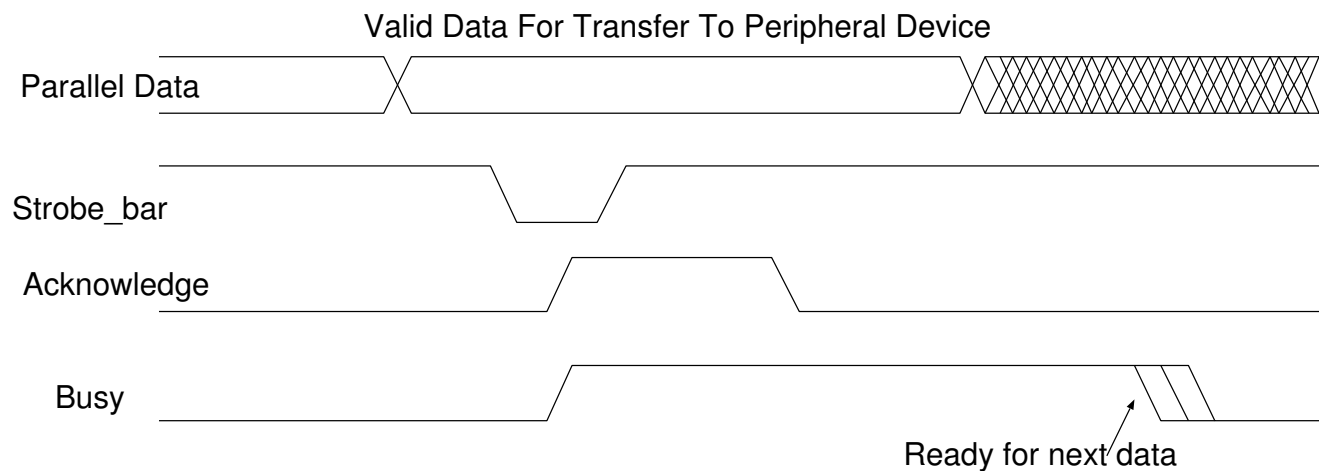 Valid Data For Transfer To Peripheral Device
Parallel Data
Strobe_bar
Acknowledge
Busy
Ready for next data